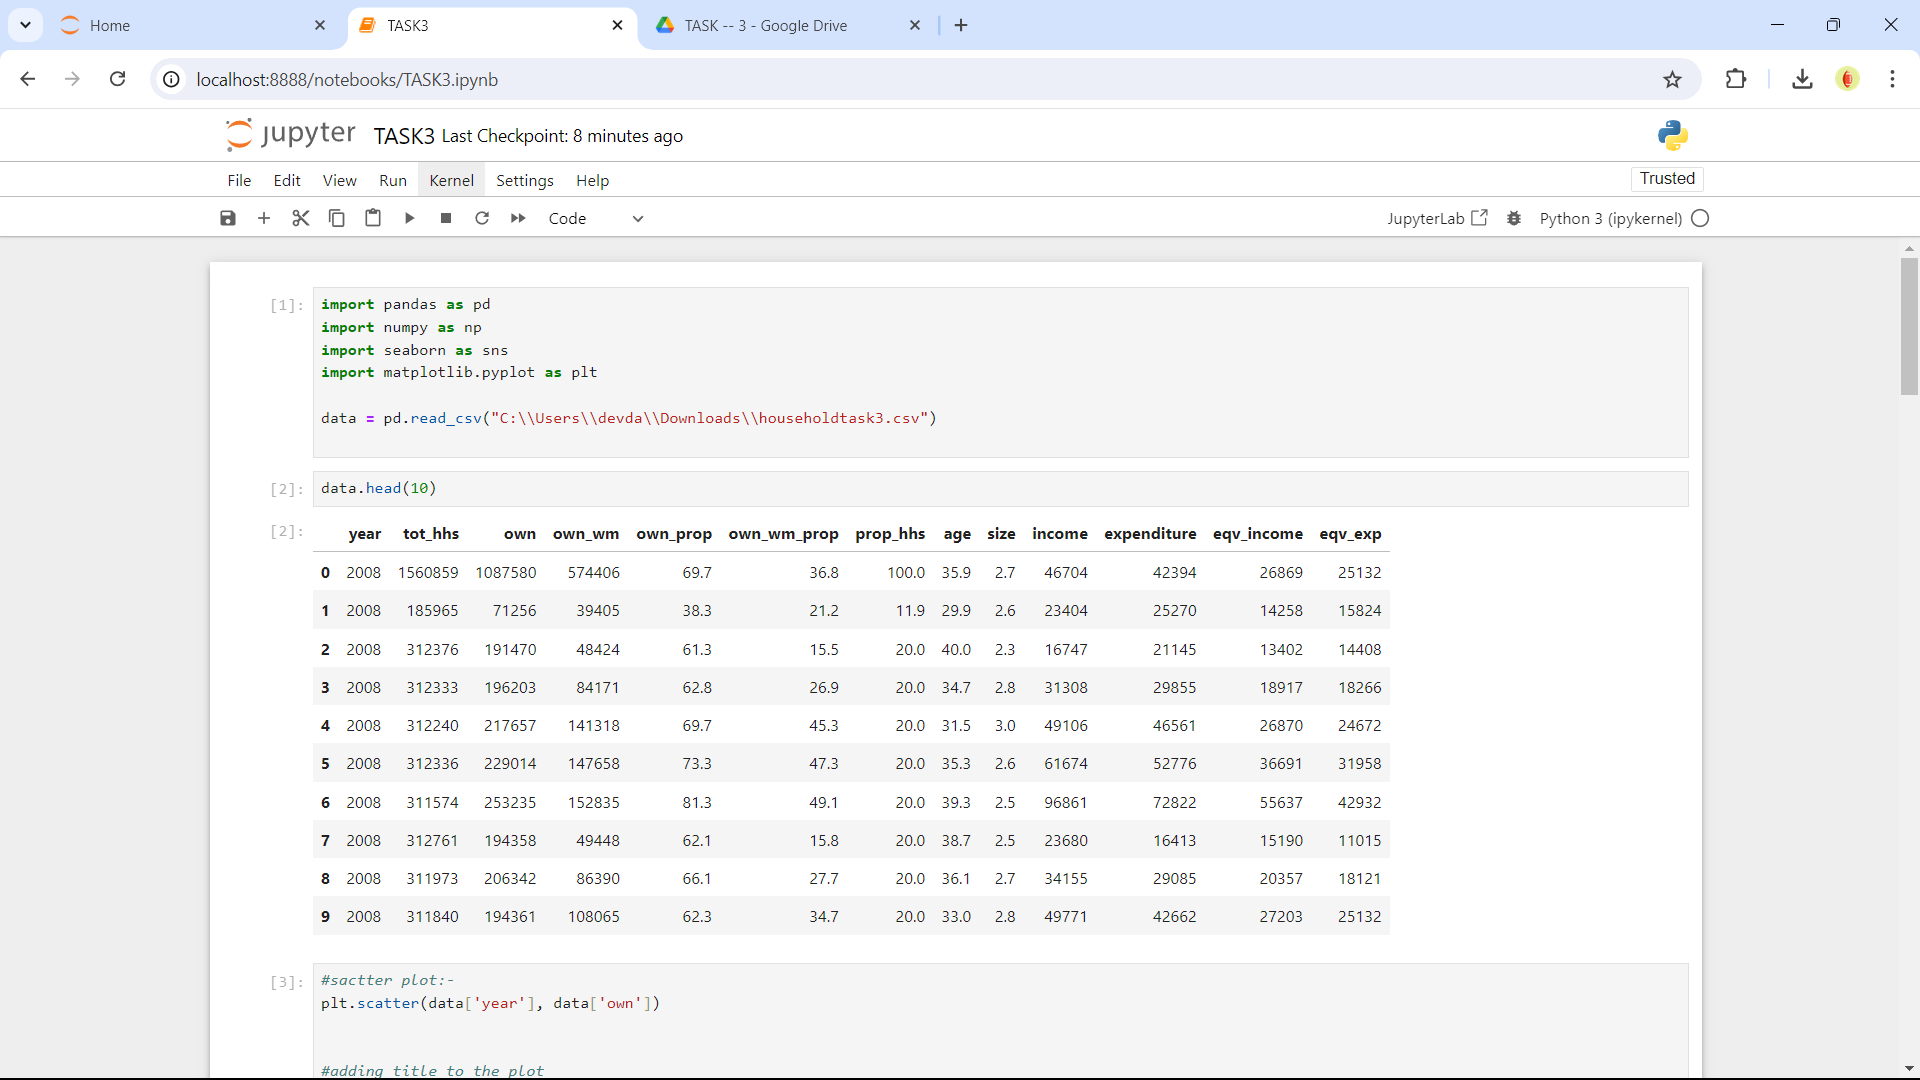 Home
TASK3
TASK -- 3 - Google Drive
localhost:8888/notebooks/TASK3.ipynb
jupyter TASK3 Last Checkpoint: 8 minutes ago
File Edit View Run Kernel Settings Help
Trusted
Code
JupyterLab
Python 3 (ipykernel)
[1]:
import pandas as pd
import numpy as np
import seaborn as sns
import matplotlib.pyplot as plt
data = pd.read_csv("C:\\Users\\devda\\Downloads\\householdtask3.csv")
[2]:
data.head(10)
[2]:
year tot_hhs own own_wm own_prop own_wm_prop prop_hhs age size income expenditure eqv_income eqv_exp
0 2008 1560859 1087580 574406 69.7 36.8 100.0 35.9 2.7 46704 42394 26869 25132
1 2008 185965 71256 39405 38.3 21.2 11.9 29.9 2.6 23404 25270 14258 15824
2 2008 312376 191470 48424 61.3 15.5 20.0 40.0 2.3 16747 21145 13402 14408
3 2008 312333 196203 84171 62.8 26.9 20.0 34.7 2.8 31308 29855 18917 18266
4 2008 312240 217657 141318 69.7 45.3 20.0 31.5 3.0 49106 46561 26870 24672
5 2008 312336 229014 147658 73.3 47.3 20.0 35.3 2.6 61674 52776 36691 31958
6 2008 311574 253235 152835 81.3 49.1 20.0 39.3 2.5 96861 72822 55637 42932
7 2008 312761 194358 49448 62.1 15.8 20.0 38.7 2.5 23680 16413 15190 11015
8 2008 311973 206342 86390 66.1 27.7 20.0 36.1 2.7 34155 29085 20357 18121
9 2008 311840 194361 108065 62.3 34.7 20.0 33.0 2.8 49771 42662 27203 25132
[3]:
#sactter plot:-
plt.scatter(data['year'], data['own'])
#adding title to the plot